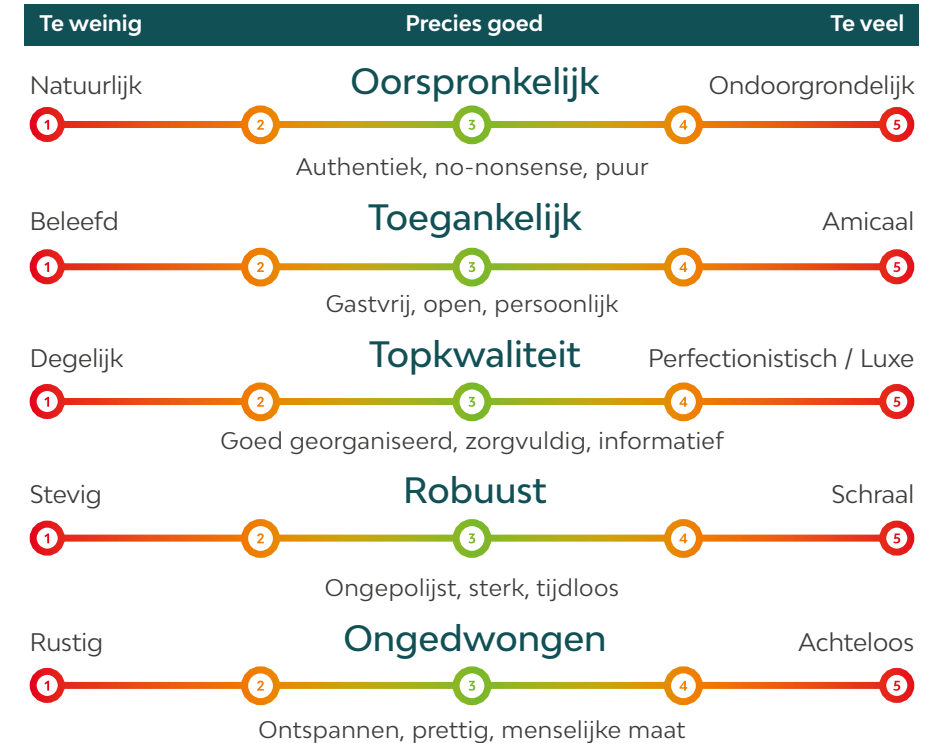 Te weinig Precies goed Te veel
Natuurlijk Oorspronkelijk Ondoorgrondelijk
1 2 3 4 5
Authentiek, no-nonsense, puur
Beleefd Toegankelijk Amicaal
1 2 3 4 5
Gastvrij, open, persoonlijk
Degelijk Topkwaliteit Perfectionistisch / Luxe
1 2 3 4 5
Goed georganiseerd, zorgvuldig, informatief
Stevig Robuust Schraal
1 2 3 4 5
Ongepolijst, sterk, tijdloos
Rustig Ongedwongen Achteloos
1 2 3 4 5
Ontspannen, prettig, menselijke maat